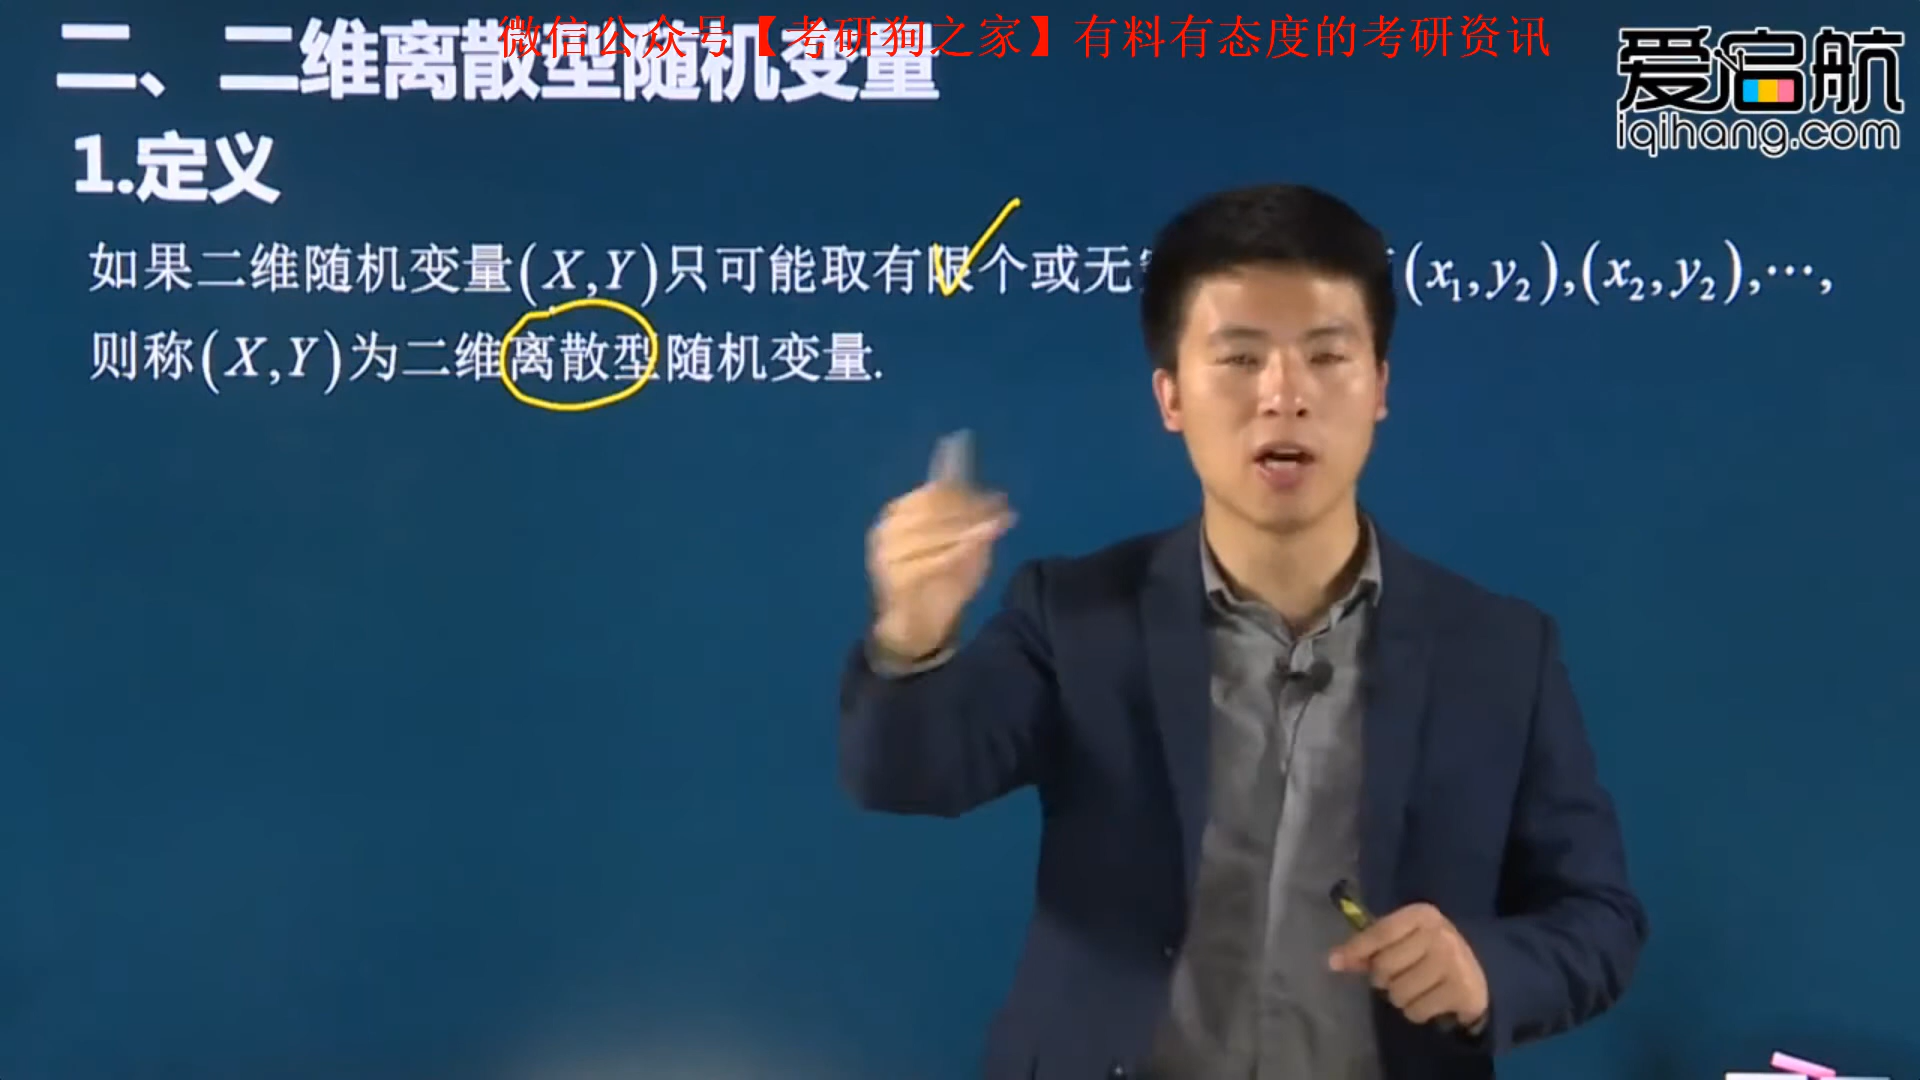 微信公众号【考研狗之家】有料有态度的考研资讯
二、二维离散型随机变量
爱启航
iqihang.com
1.定义
如果二维随机变量(X,Y)只可能取有限个或无 (x₁,y₂),(x₂,y₂),⋯,
则称(X,Y)为二维离散型随机变量.